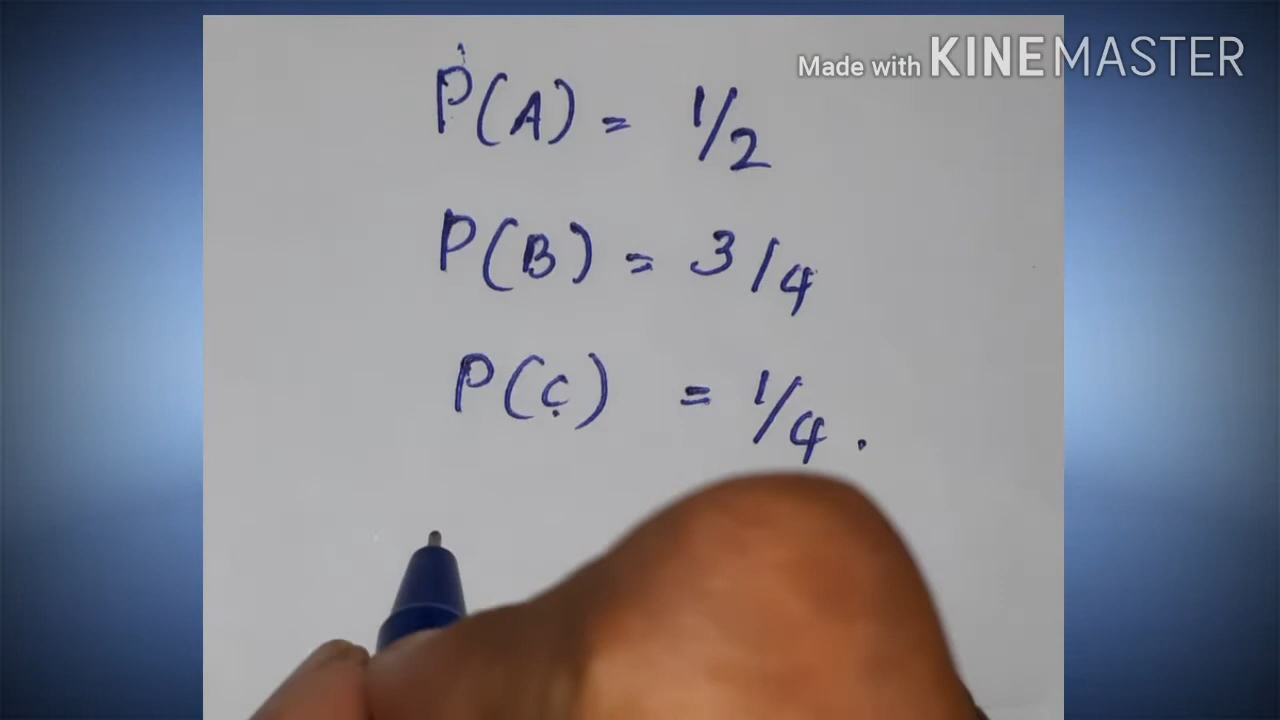 Made with KINEMASTER
P(A) = 1/2
P(B) = 3/4
P(C) = 1/4.